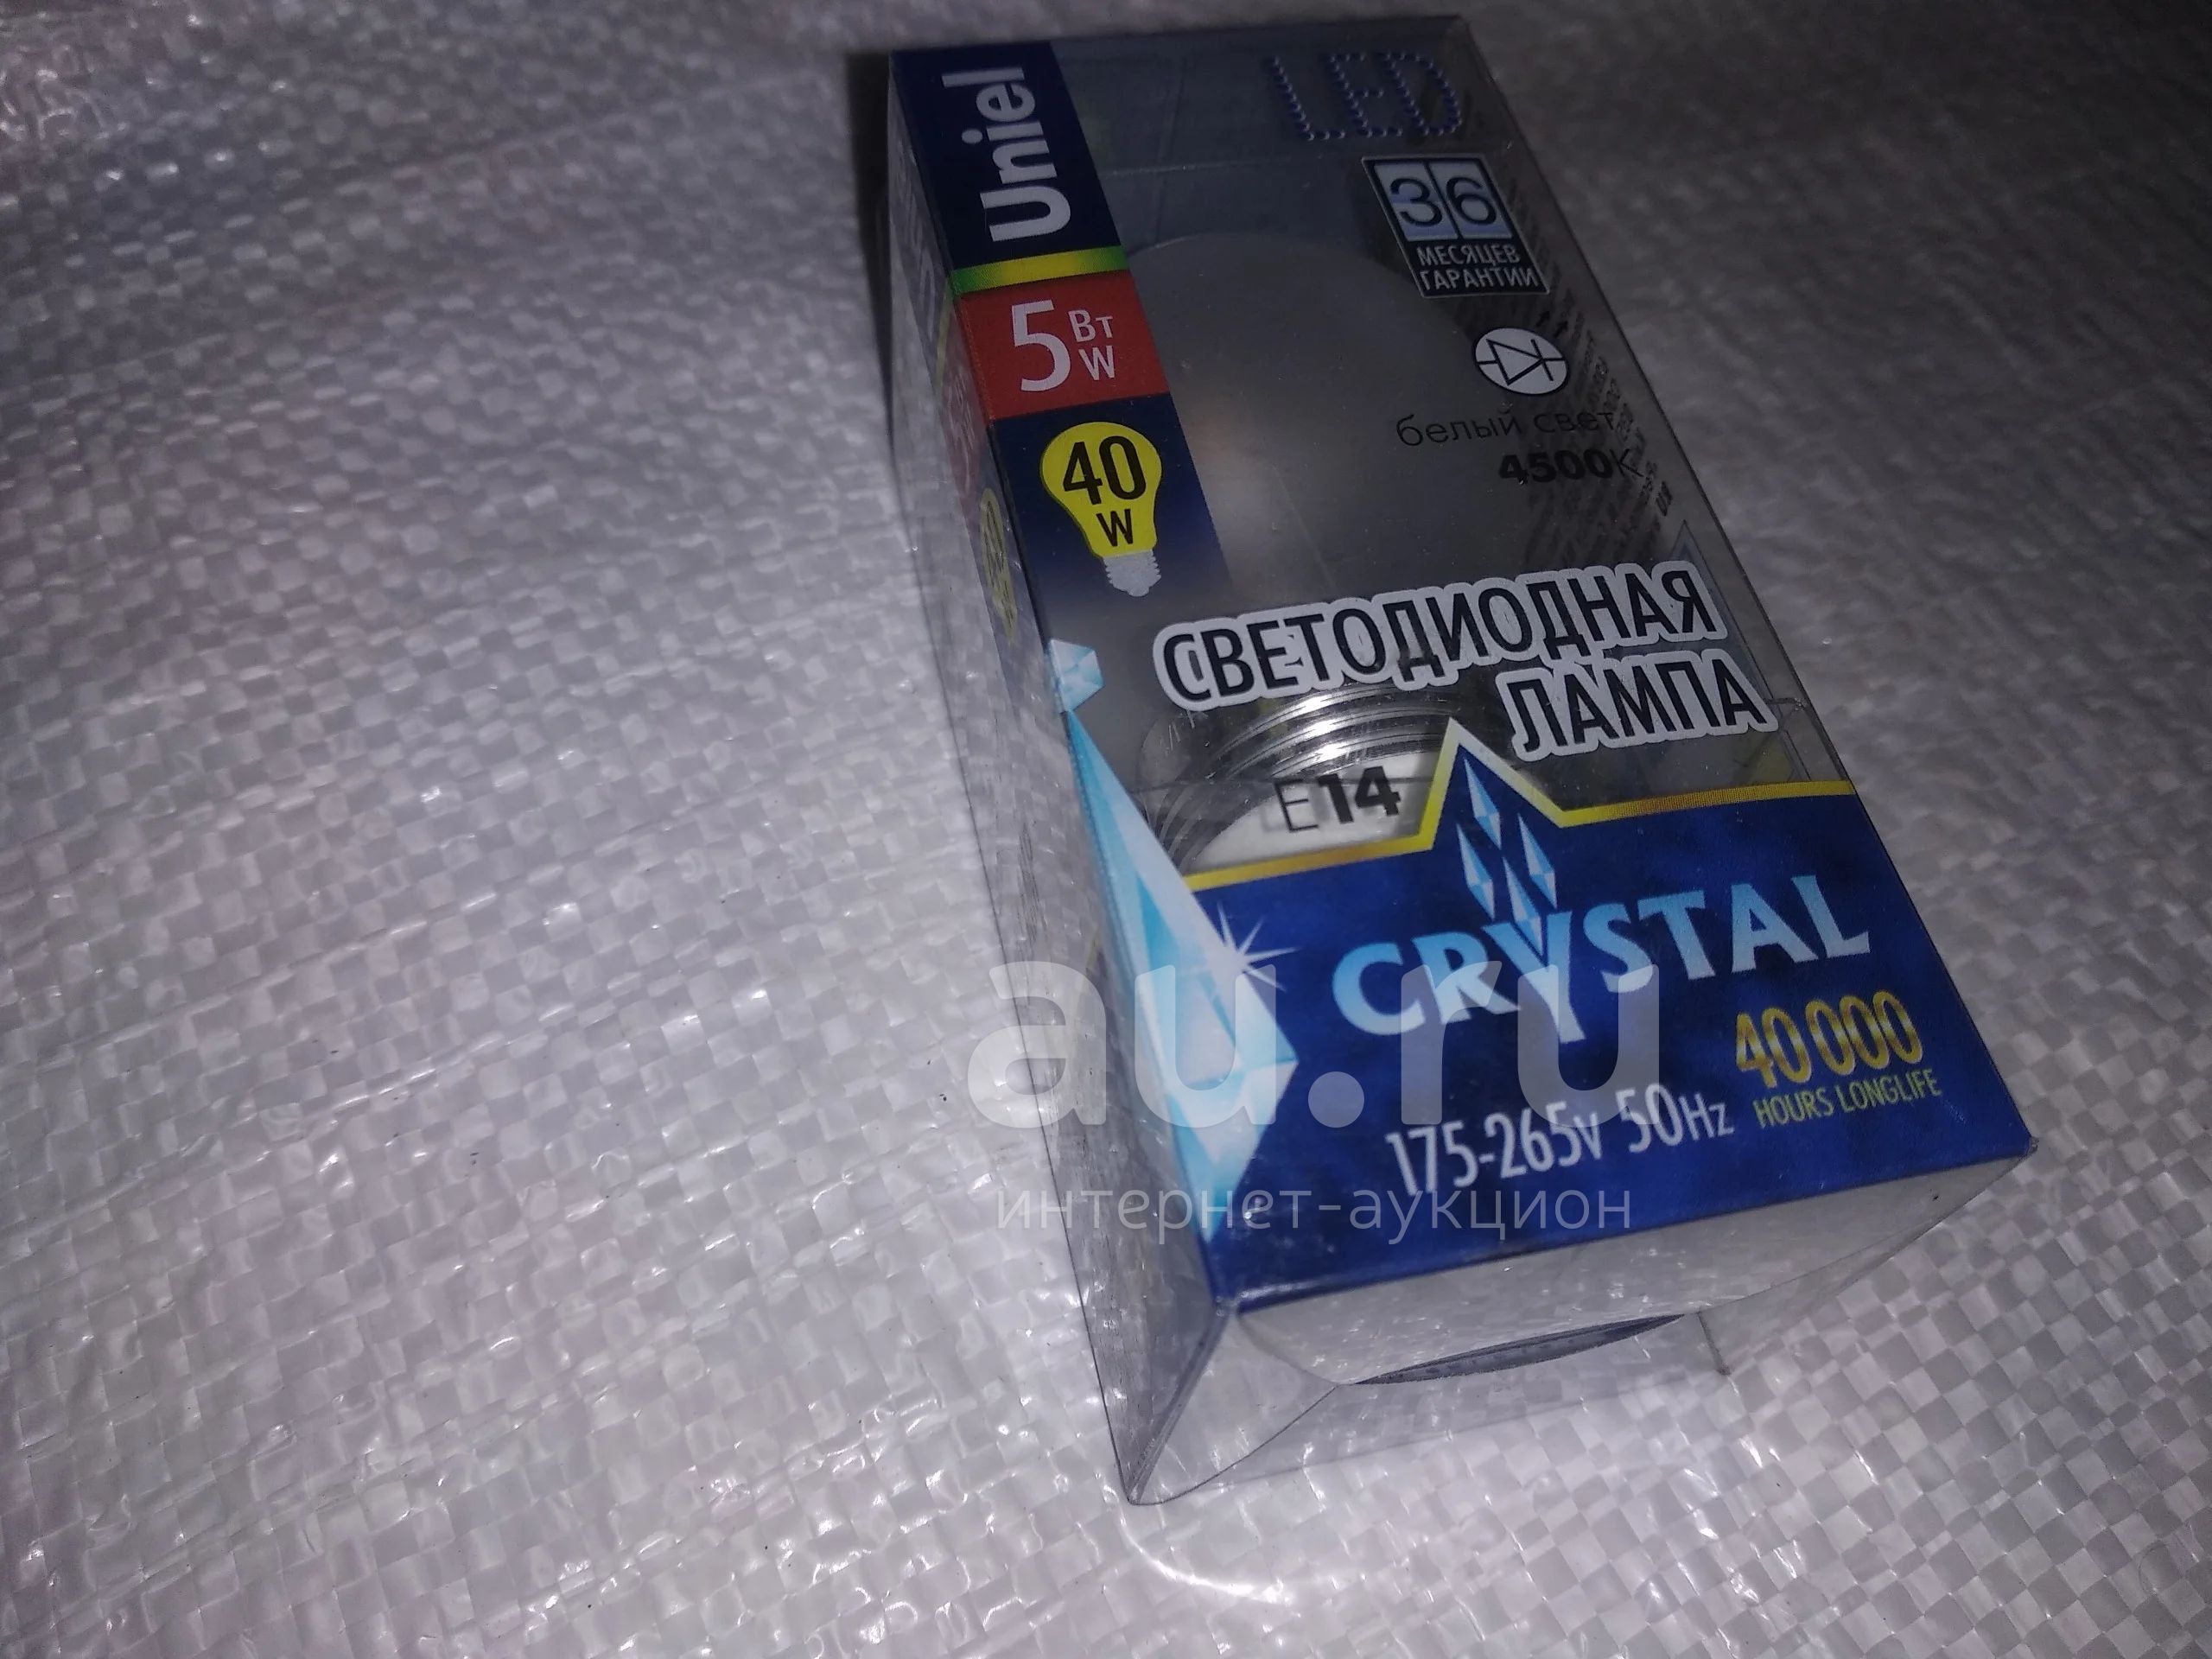 Uniel
LED
36
МЕСЯЦЕВ
ГАРАНТИИ
5 Вт
W
белый свет
4500K
40
W
СВЕТОДИОДНАЯ
ЛАМПА
E14
CRYSTAL
40 000
HOURS LONGLIFE
175-265V 50Hz
au.ru
интернет-аукцион